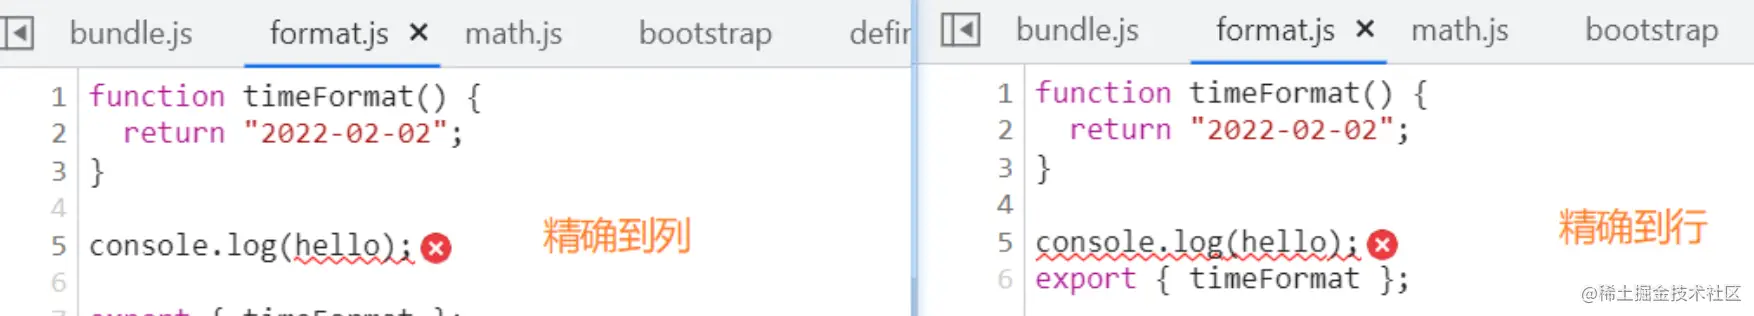 bundle.js format.js × math.js bootstrap defin
1 function timeFormat() {
2   return "2022-02-02";
3 }
4
5 console.log(hello);
精确到列
6
7 export { timeFormat };
bundle.js format.js × math.js bootstrap
1 function timeFormat() {
2   return "2022-02-02";
3 }
4
5 console.log(hello);
精确到行
6 export { timeFormat };
@稀土掘金技术社区